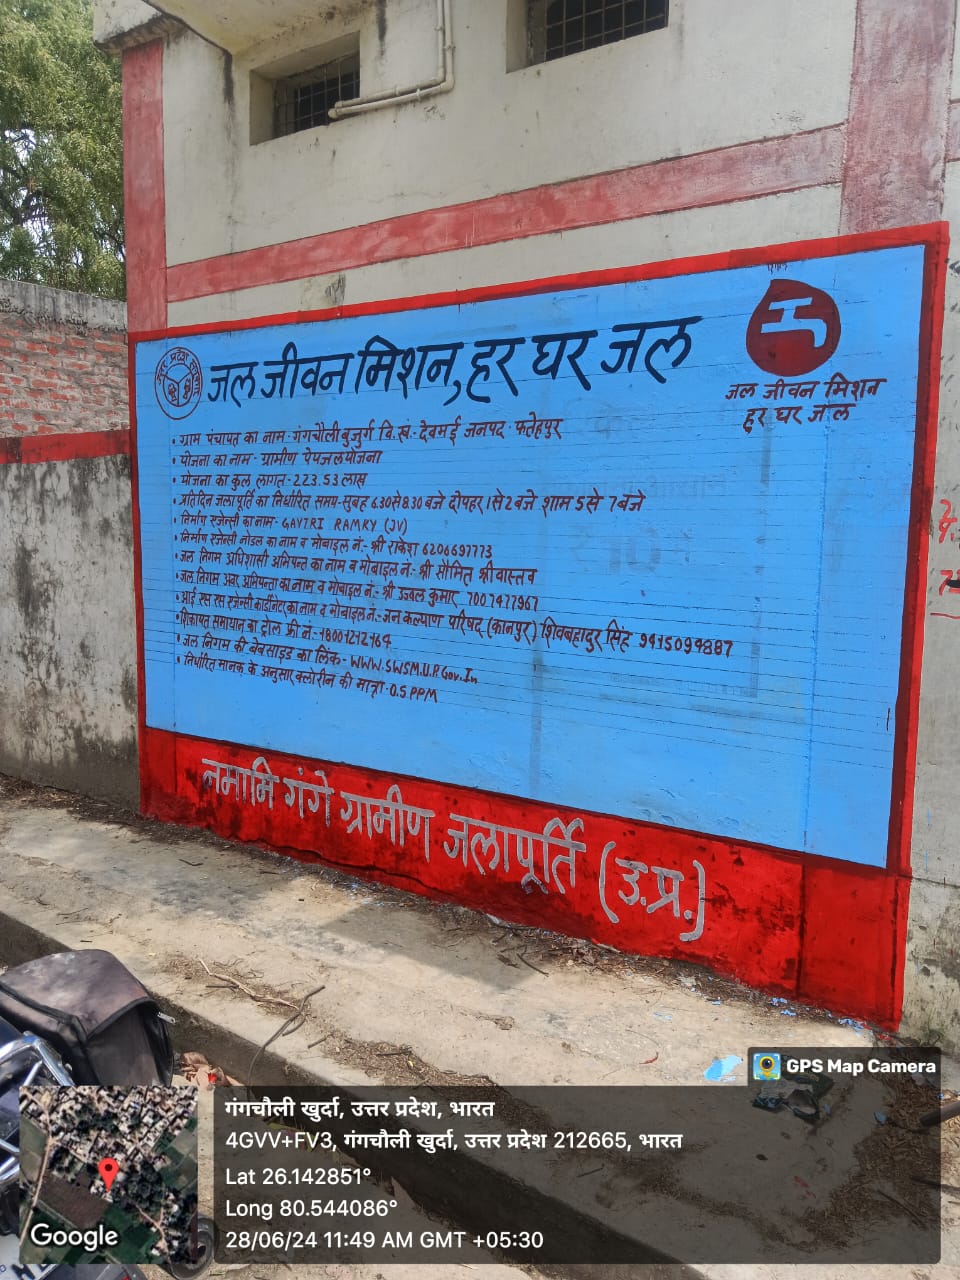 जल जीवन मिशन, हर घर जल
जल जीवन मिशन
हर घर जल
• ग्राम पंचायत का नाम - गंगचौली बुजुर्ग वि.खं.- देवमई जनपद - फतेहपुर
• योजना का नाम - ग्रामीण पेयजल योजना
• योजना का कुल लागत - 223.53 लाख
• प्रतिदिन जलापूर्ति का निर्धारित समय - सुबह 6.30 से 8.30 बजे दोपहर 1 से 2 बजे शाम 5 से 7 बजे
• निर्माण एजेन्सी का नाम - GAYTRI RAMKY (JV)
• निर्माण एजेन्सी नोडल का नाम व मोबाइल नं.- श्री राकेश 6206697773
• जल निगम अधिशासी अभियन्ता का नाम व मोबाइल नं.- श्री सौमित श्रीवास्तव
• जल निगम अवर अभियन्ता का नाम व मोबाइल नं.- श्री उज्वल कुमार 7007477967
• आई एस एस एजेन्सी कार्डीनेटर का नाम व मोबाइल नं.- जन कल्याण परिषद् (कानपुर) शिवबहादुर सिंह 9415099887
• शिकायत समाधान का ट्रोल फ्री नं.- 18001212164
• जल निगम की वेबसाइड का लिंक - WWW.SWSM.U.P.Gov.In
• निर्धारित मानक के अनुसार क्लोरीन की मात्रा - 0.5 PPM
नमामि गंगे ग्रामीण जलापूर्ति (उ.प्र.)
GPS Map Camera
गंगचौली खुर्दा, उत्तर प्रदेश, भारत
4GVV+FV3, गंगचौली खुर्दा, उत्तर प्रदेश 212665, भारत
Lat 26.142851°
Long 80.544086°
28/06/24 11:49 AM GMT +05:30
Google